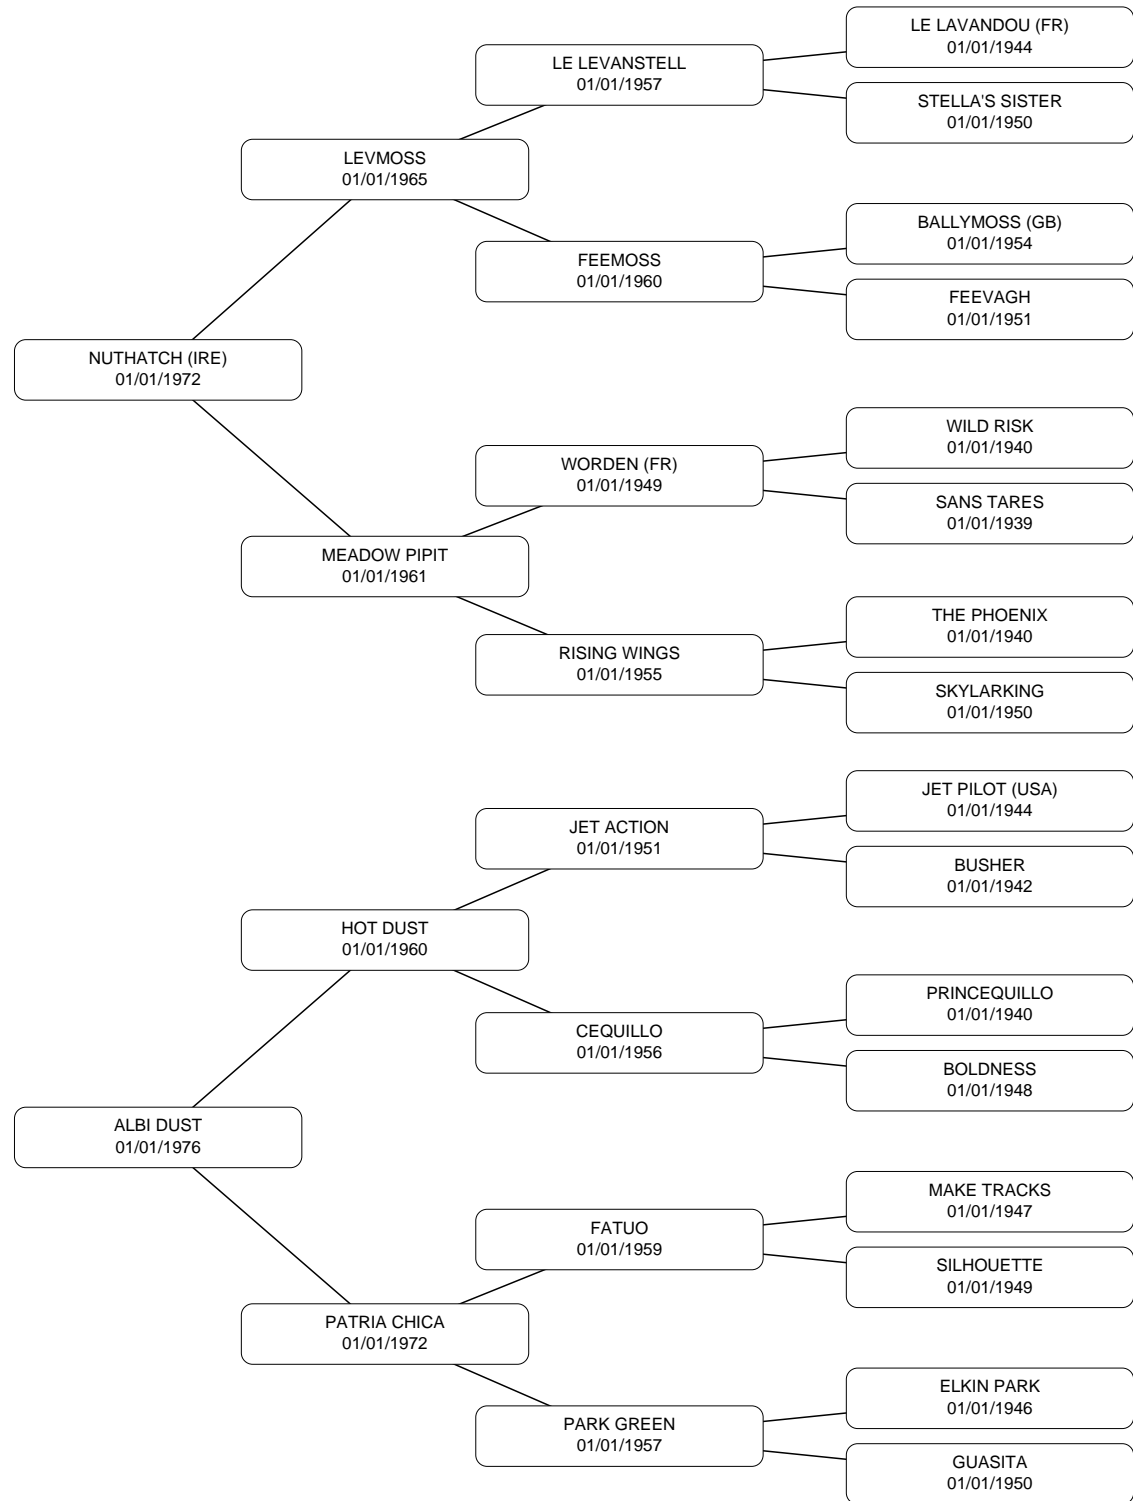 LE LAVANDOU (FR)
01/01/1944
LE LEVANSTELL
01/01/1957
STELLA'S SISTER
01/01/1950
LEVMOSS
01/01/1965
BALLYMOSS (GB)
01/01/1954
FEEMOSS
01/01/1960
FEEVAGH
01/01/1951
NUTHATCH (IRE)
01/01/1972
WILD RISK
01/01/1940
WORDEN (FR)
01/01/1949
SANS TARES
01/01/1939
MEADOW PIPIT
01/01/1961
THE PHOENIX
01/01/1940
RISING WINGS
01/01/1955
SKYLARKING
01/01/1950
JET PILOT (USA)
01/01/1944
JET ACTION
01/01/1951
BUSHER
01/01/1942
HOT DUST
01/01/1960
PRINCEQUILLO
01/01/1940
CEQUILLO
01/01/1956
BOLDNESS
01/01/1948
ALBI DUST
01/01/1976
MAKE TRACKS
01/01/1947
FATUO
01/01/1959
SILHOUETTE
01/01/1949
PATRIA CHICA
01/01/1972
ELKIN PARK
01/01/1946
PARK GREEN
01/01/1957
GUASITA
01/01/1950